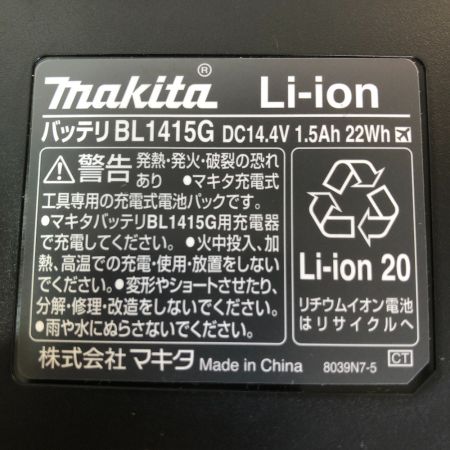 makita® Li-ion
バッテリ BL1415G DC14.4V 1.5Ah 22Wh
警告 発熱・発火・破裂の恐れ
あり ●マキタ充電式
工具専用の充電式電池パックです。
●マキタバッテリBL1415G用充電器
で充電してください。●火中投入、加
熱、高温での充電・使用・放置をしない
でください。●変形やショートさせたり、
分解・修理・改造をしないでください。
●雨や水にぬらさないでください。
Li-ion 20
リチウムイオン電池
はリサイクルへ
株式会社マキタ Made in China 8039N7-5 CT